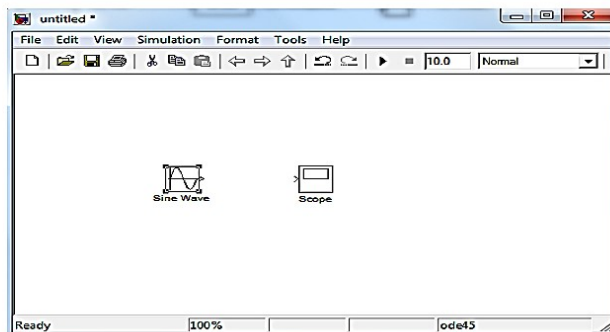 untitled *
File Edit View Simulation Format Tools Help
10.0 Normal
Sine Wave Scope
Ready 100% ode45